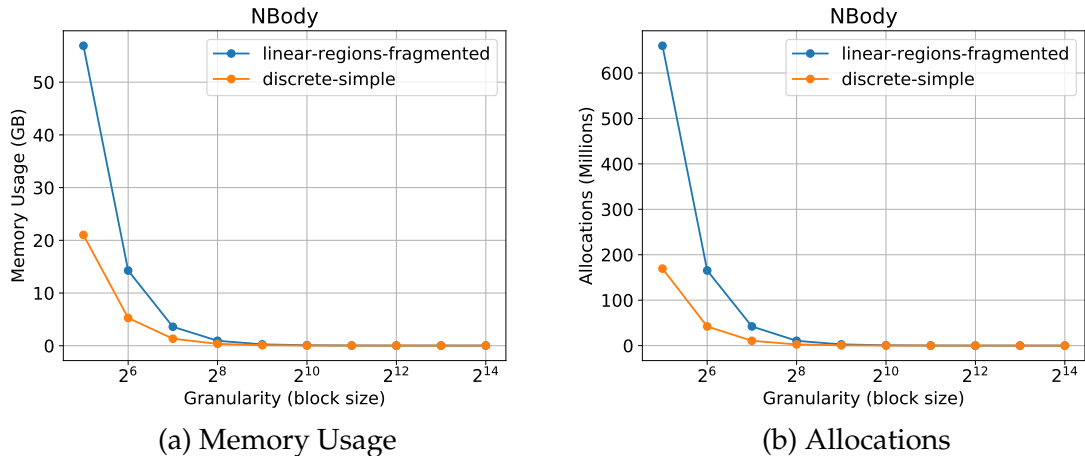 NBody
linear-regions-fragmented
discrete-simple
50
40
30
20
10
0
Memory Usage (GB)
2^6
2^8
2^10
2^12
2^14
Granularity (block size)
(a) Memory Usage
NBody
linear-regions-fragmented
discrete-simple
600
500
400
300
200
100
0
Allocations (Millions)
2^6
2^8
2^10
2^12
2^14
Granularity (block size)
(b) Allocations